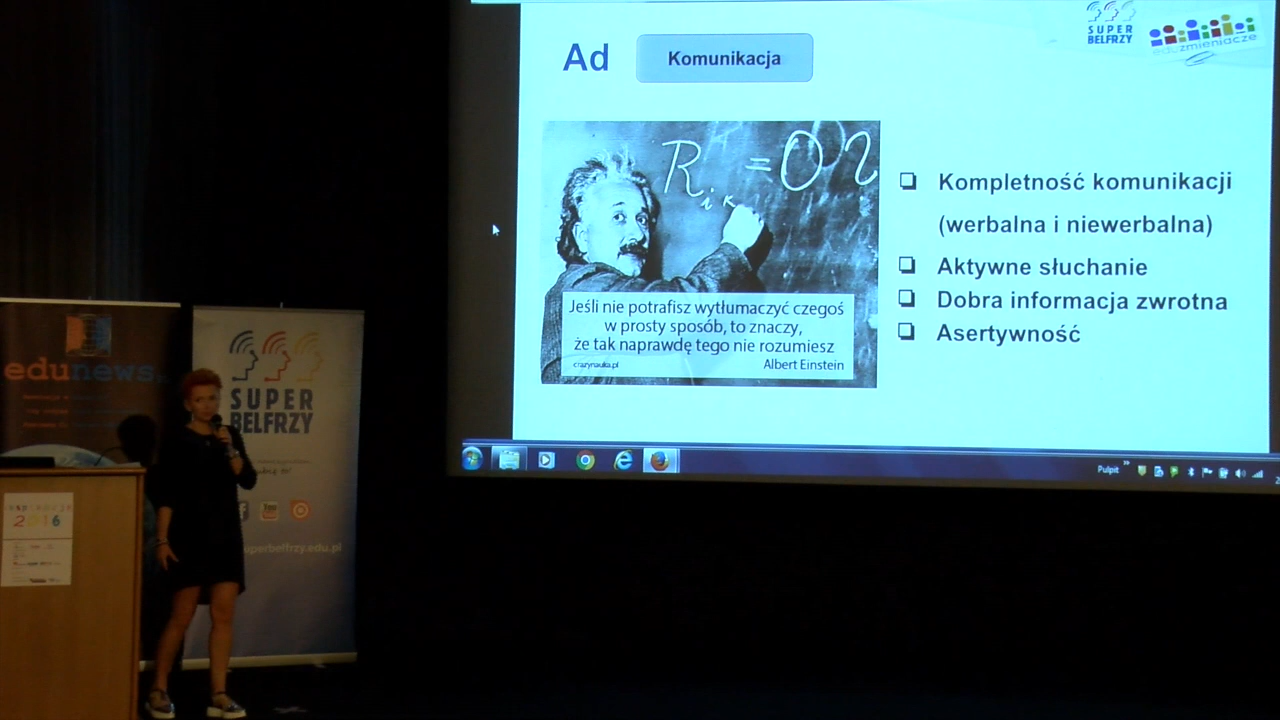 Ad
Komunikacja
SUPER
BELFRZY
eduzmieniacze
R i k = 0
Kompletność komunikacji
(werbalna i niewerbalna)
Aktywne słuchanie
Dobra informacja zwrotna
Asertywność
Jeśli nie potrafisz wytłumaczyć czegoś
w prosty sposób, to znaczy,
że tak naprawdę tego nie rozumiesz
crazynauka.pl
Albert Einstein
Pulpit
edunews
SUPER
BELFRZY
superbelfrzy.edu.pl
2016